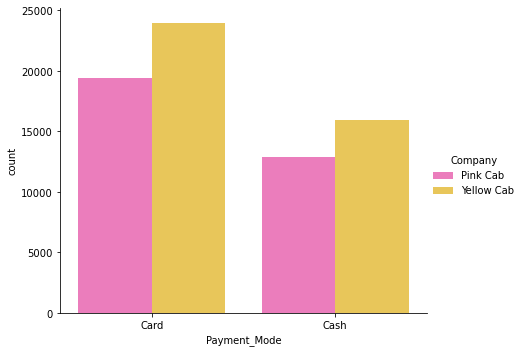 25000
20000
15000
10000
5000
0
count
Card
Cash
Payment_Mode
Company
Pink Cab
Yellow Cab